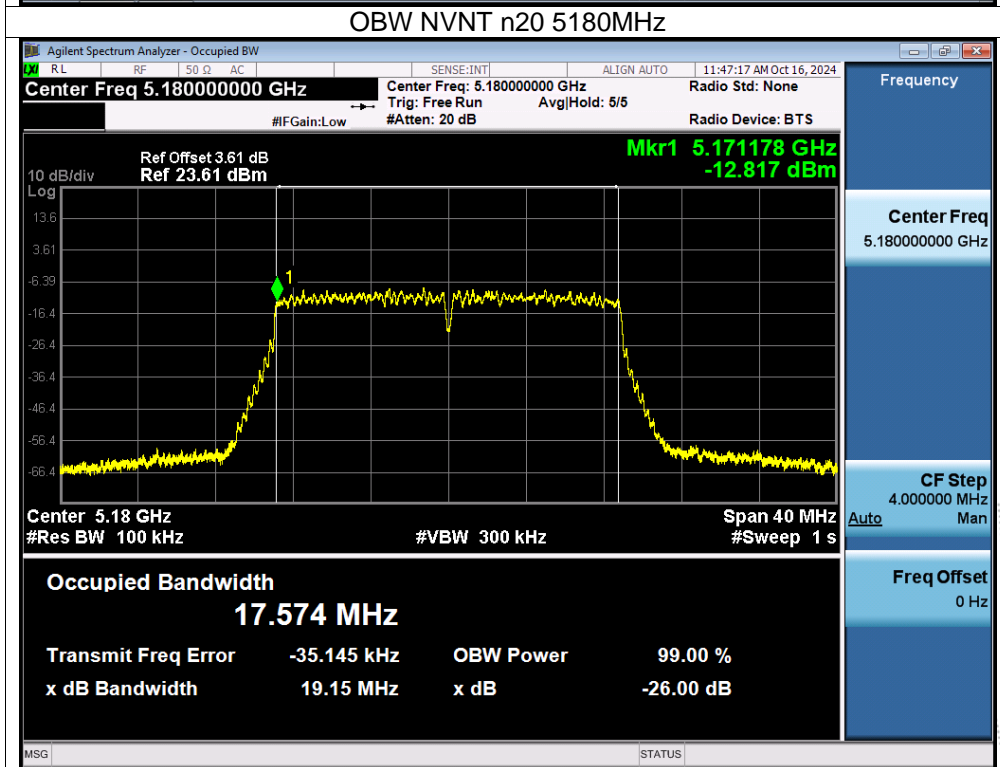 OBW NVNT n20 5180MHz
Agilent Spectrum Analyzer - Occupied BW
LXI RL RF 50 Ω AC SENSE:INT ALIGN AUTO 11:47:17 AM Oct 16, 2024
Center Freq 5.180000000 GHz
Center Freq: 5.180000000 GHz Radio Std: None
Trig: Free Run Avg|Hold: 5/5
#IFGain:Low #Atten: 20 dB Radio Device: BTS
Frequency
Mkr1 5.171178 GHz
-12.817 dBm
Ref Offset 3.61 dB
10 dB/div Ref 23.61 dBm
Log
13.6
3.61
-6.39
-16.4
-26.4
-36.4
-46.4
-56.4
-66.4
1
Center 5.18 GHz Span 40 MHz
#Res BW 100 kHz #VBW 300 kHz #Sweep 1 s
Occupied Bandwidth
17.574 MHz
Transmit Freq Error -35.145 kHz OBW Power 99.00 %
x dB Bandwidth 19.15 MHz x dB -26.00 dB
Center Freq
5.180000000 GHz
CF Step
4.000000 MHz
Auto Man
Freq Offset
0 Hz
MSG STATUS